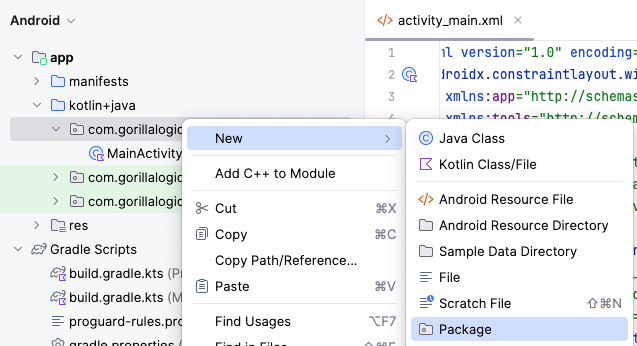 Android
activity_main.xml
app
manifests
kotlin+java
com.gorillalogic
MainActivity
com.gorillalogic
com.gorillalogic
res
Gradle Scripts
build.gradle.kts
build.gradle.kts (M
proguard-rules.pro
gradle.properties
New
Add C++ to Module
Cut ⌘X
Copy ⌘C
Copy Path/Reference...
Paste ⌘V
Find Usages ⌥F7
Find in Files ⇧⌘F
Java Class
Kotlin Class/File
Android Resource File
Android Resource Directory
Sample Data Directory
File
Scratch File ⇧⌘N
Package
1 ml version="1.0" encoding=
2 droidx.constraintlayout.wi
3 xmlns:app="http://schemas
4 xmlns:tools="http://schem